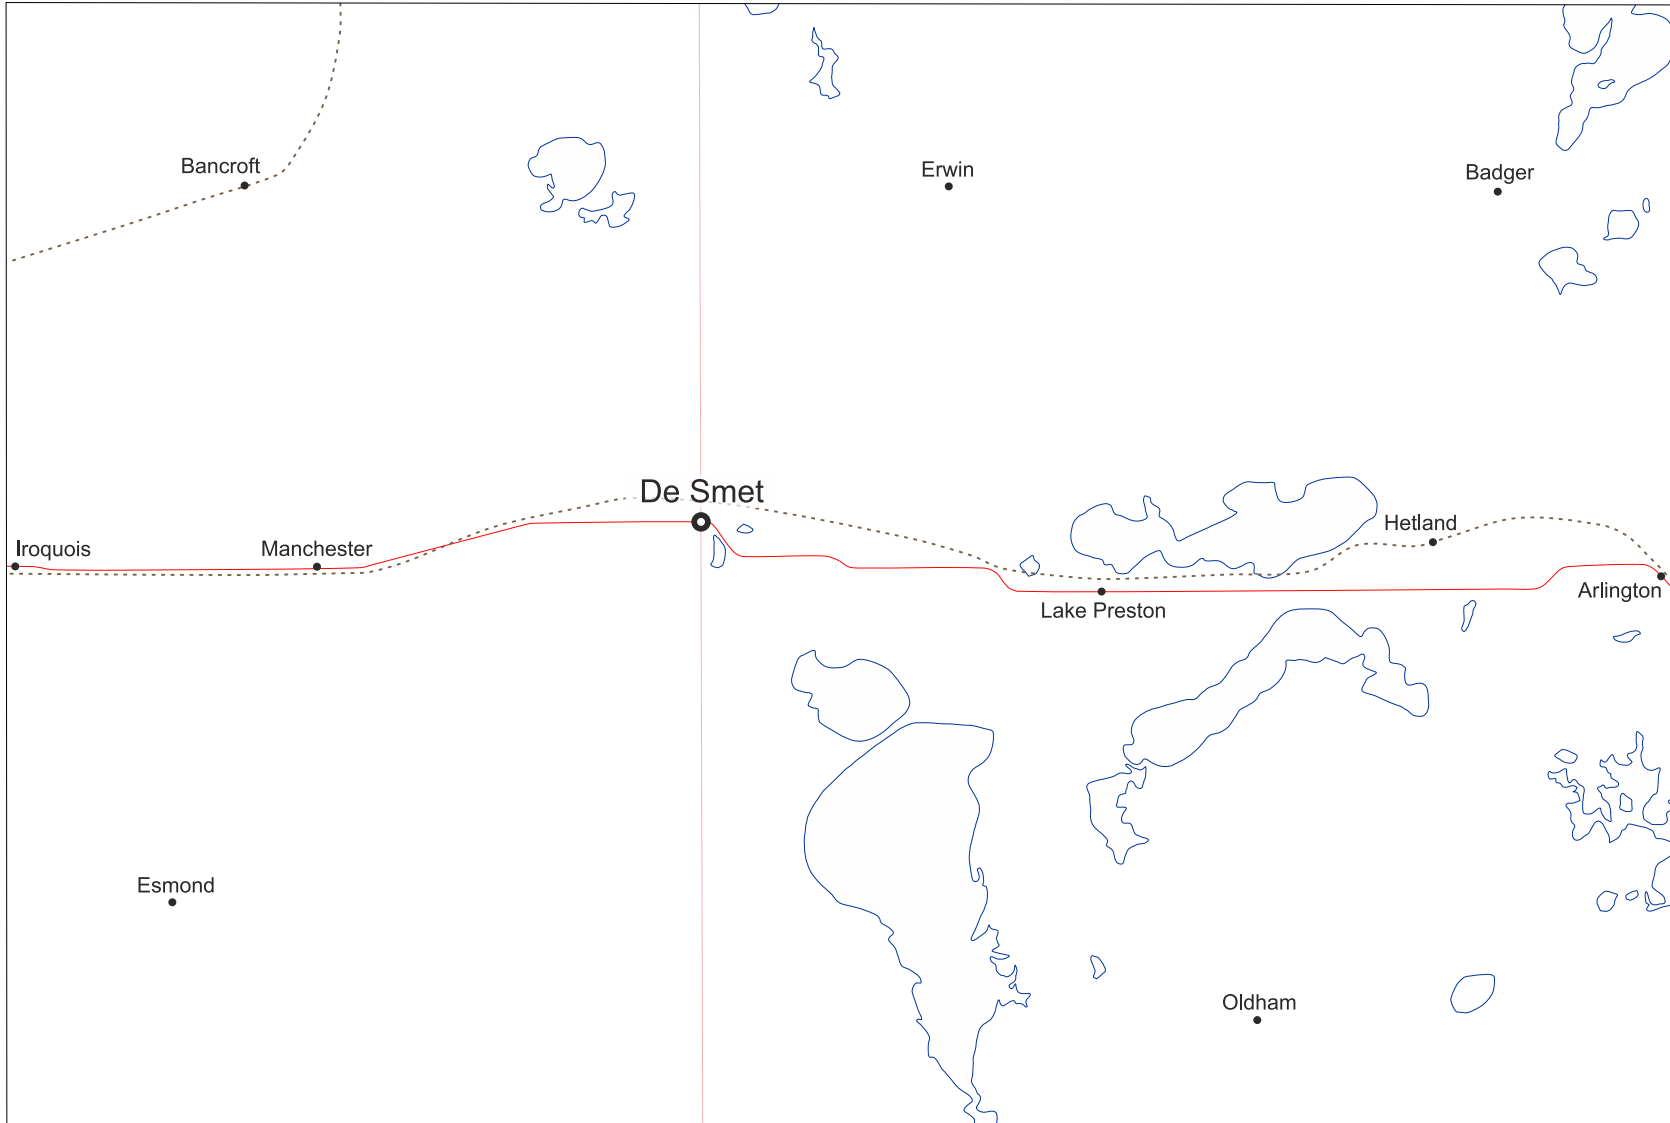 Bancroft
Erwin
Badger
De Smet
Hetland
Iroquois
Manchester
Arlington
Lake Preston
Esmond
Oldham